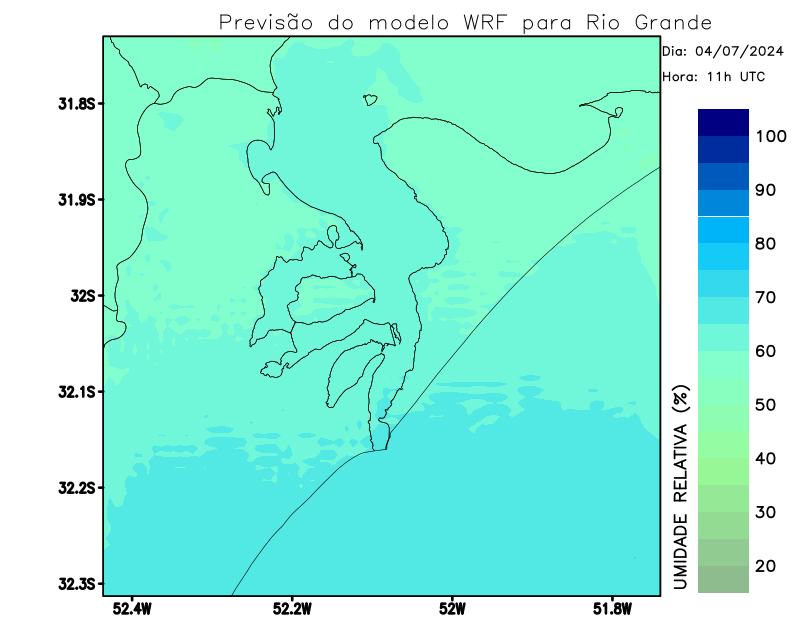 Previsão do modelo WRF para Rio Grande
Dia: 04/07/2024
Hora: 11h UTC
31.8S
31.9S
32S
32.1S
32.2S
32.3S
52.4W
52.2W
52W
51.8W
100
90
80
70
60
50
40
30
20
UMIDADE RELATIVA (%)